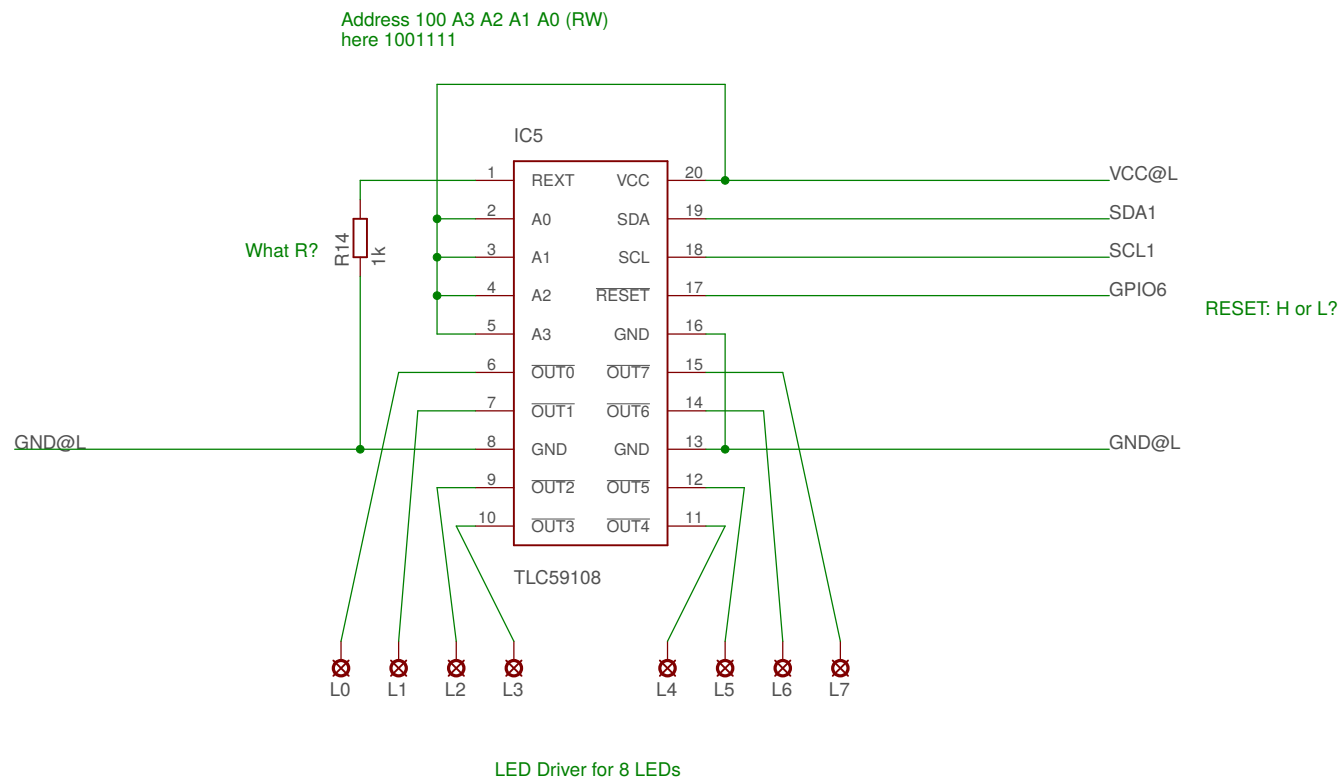 Address 100 A3 A2 A1 A0 (RW)
here 1001111
IC5
1 REXT VCC 20 VCC@L
2 A0 SDA 19 SDA1
3 A1 SCL 18 SCL1
What R? R14 1k
4 A2 RESET 17 GPIO6
RESET: H or L?
5 A3 GND 16
6 OUT0 OUT7 15
7 OUT1 OUT6 14
GND@L 8 GND GND 13 GND@L
9 OUT2 OUT5 12
10 OUT3 OUT4 11
TLC59108
L0 L1 L2 L3 L4 L5 L6 L7
LED Driver for 8 LEDs